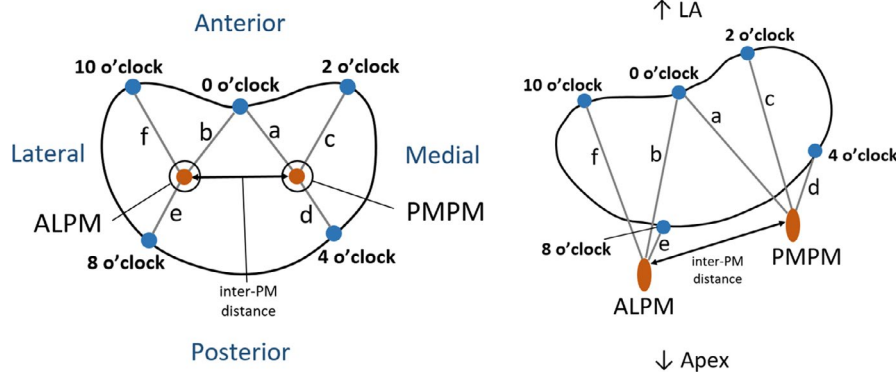 Anterior
10 o'clock
0 o'clock
2 o'clock
f
b
a
c
Lateral
Medial
ALPM
e
d
PMPM
8 o'clock
4 o'clock
inter-PM
distance
Posterior
↑ LA
2 o'clock
10 o'clock
0 o'clock
c
a
f
b
4 o'clock
d
8 o'clock
e
inter-PM
distance
PMPM
ALPM
↓ Apex